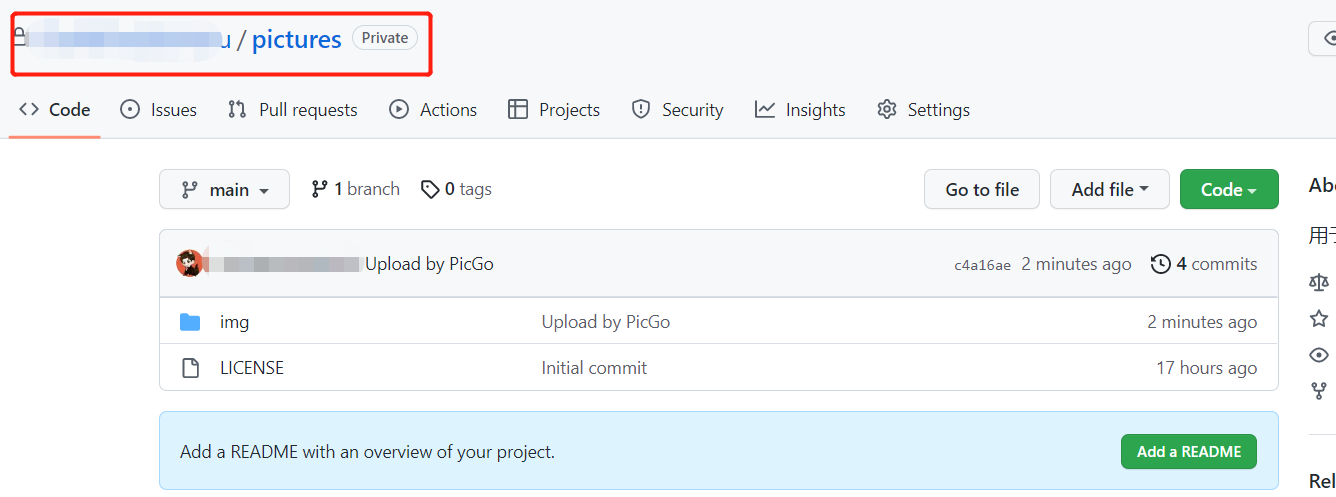 u / pictures Private
Code Issues Pull requests Actions Projects Security Insights Settings
main 1 branch 0 tags Go to file Add file Code
Upload by PicGo c4a16ae 2 minutes ago 4 commits
img Upload by PicGo 2 minutes ago
LICENSE Initial commit 17 hours ago
Add a README with an overview of your project. Add a README
Abo
用于
Rel